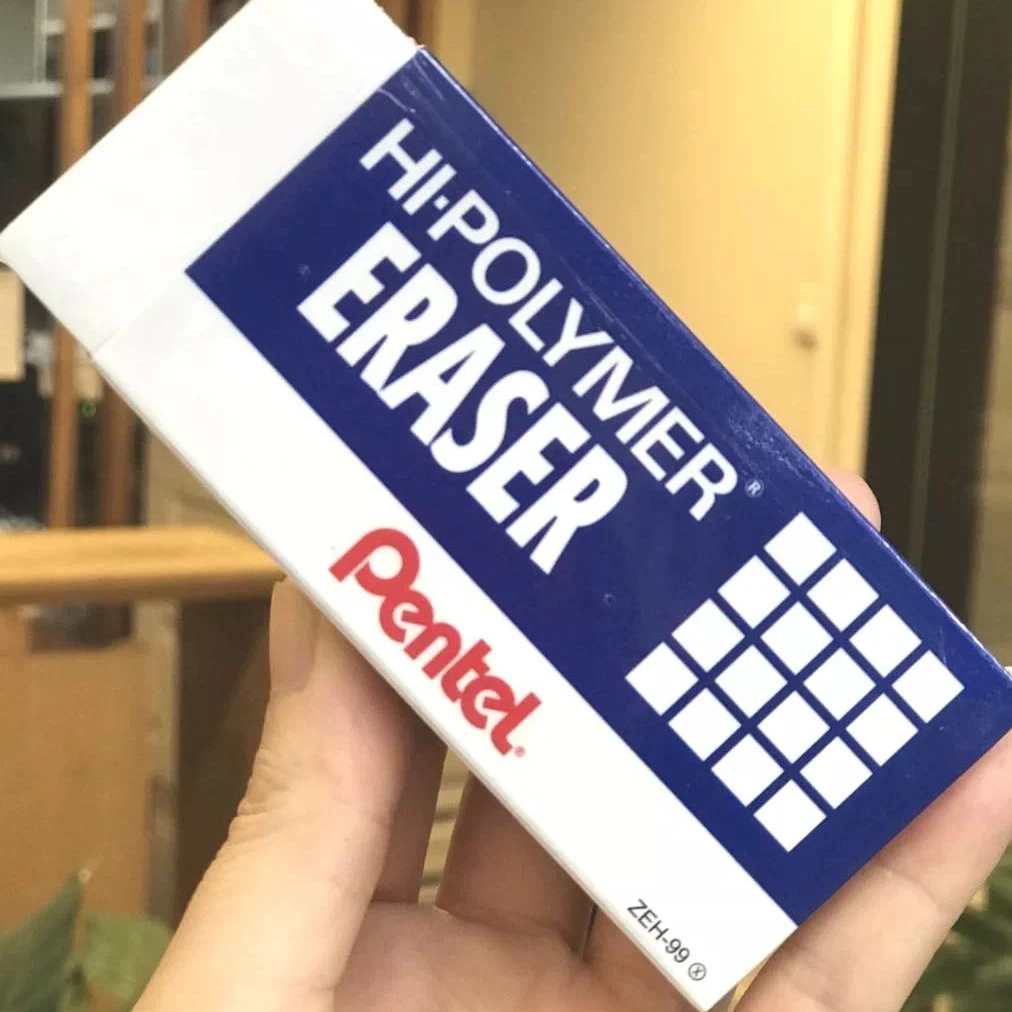 HI-POLYMER®
ERASER
Pentel®
ZEH-99 Ⓧ